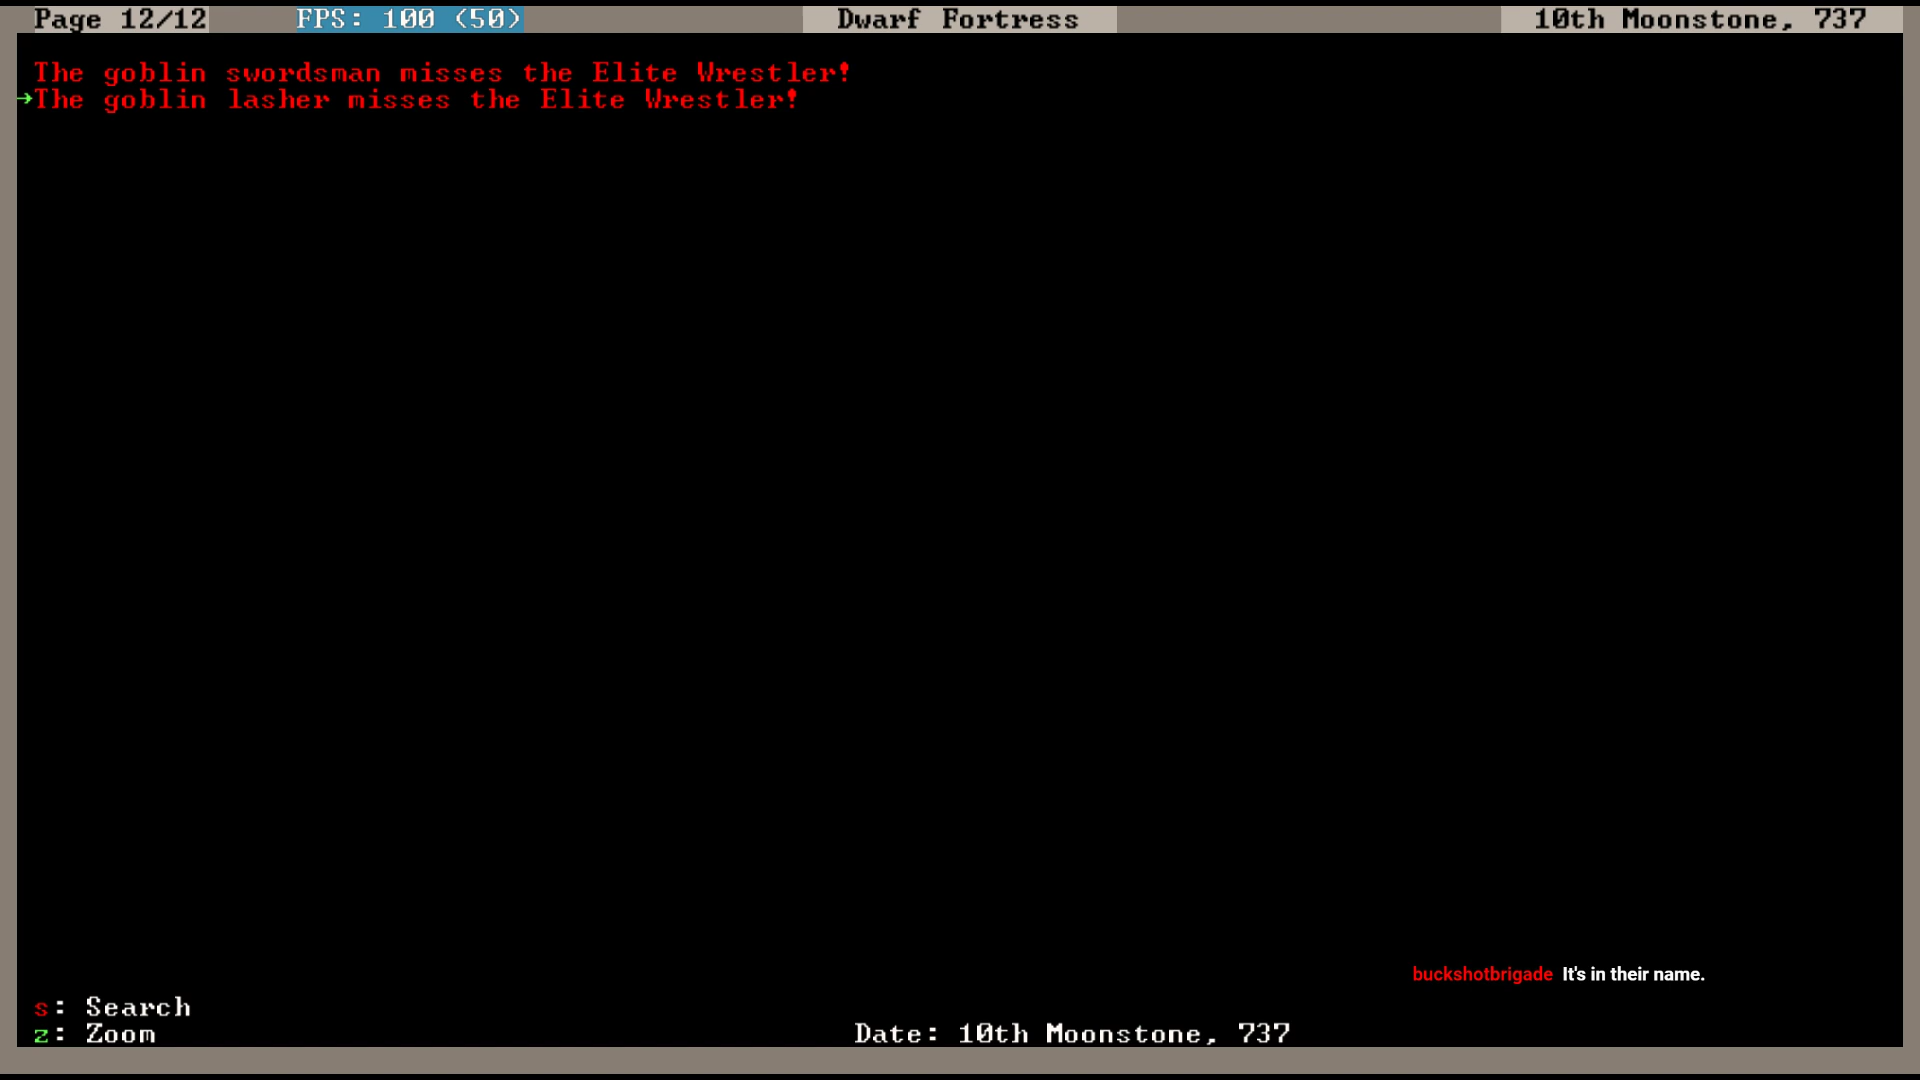 Page 12/12 FPS: 100 (50) Dwarf Fortress 10th Moonstone, 737
The goblin swordsman misses the Elite Wrestler!
→The goblin lasher misses the Elite Wrestler!
buckshotbrigade It's in their name.
s: Search
z: Zoom Date: 10th Moonstone, 737